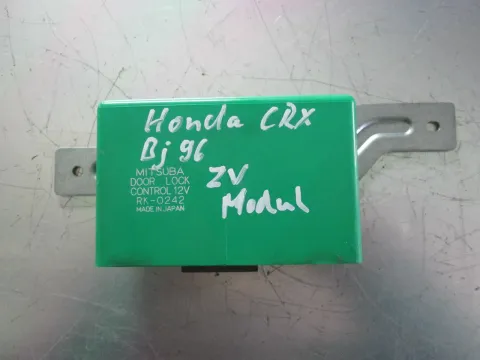 Honda CRX
Bj 96
MITSUBA
DOOR LOCK
CONTROL 12V
RK-0242
MADE IN JAPAN
ZV
Modul